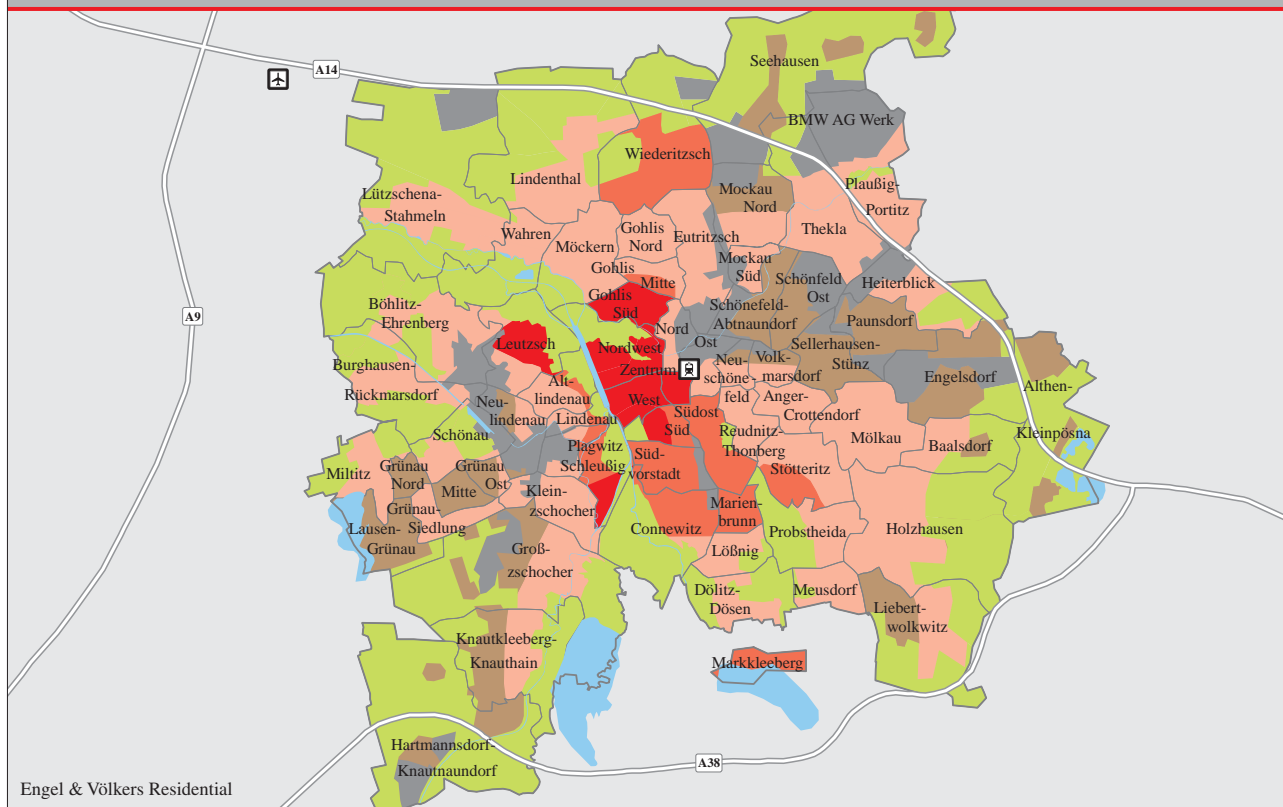 Seehausen
A14
BMW AG Werk
Wiederitzsch
Lindenthal
Mockau
Nord
Plaußig-
Portitz
Lützschena-
Stahmeln
Wahren
Möckern
Gohlis
Nord
Eutritzsch
Thekla
Mockau
Süd
Gohlis
Mitte
Schönfeld
Ost
Heiterblick
Gohlis
Süd
Böhlitz-
Ehrenberg
Schönefeld-
Abtnaundorf
Paunsdorf
A9
Nord
Ost
Leutzsch
Nordwest
Sellerhausen-
Stünz
Zentrum
Neu-
schöne-
feld
Volk-
marsdorf
Engelsdorf
Althen-
Kleinpösna
Burghausen-
Rückmarsdorf
Alt-
lindenau
West
Anger-
Crottendorf
Neu-
lindenau
Lindenau
Südost
Süd
Reudnitz-
Thonberg
Mölkau
Baalsdorf
Schönau
Plagwitz
Schleußig
Süd-
vorstadt
Stötteritz
Miltitz
Grünau
Nord
Mitte
Grünau
Ost
Klein-
zschocher
Marien-
brunn
Grünau-
Siedlung
Lausen-
Grünau
Connewitz
Probstheida
Holzhausen
Groß-
zschocher
Lößnig
Dölitz-
Dösen
Meusdorf
Liebert-
wolkwitz
Knautkleeberg-
Knauthain
Markkleeberg
Hartmannsdorf-
Knautnaundorf
A38
Engel & Völkers Residential